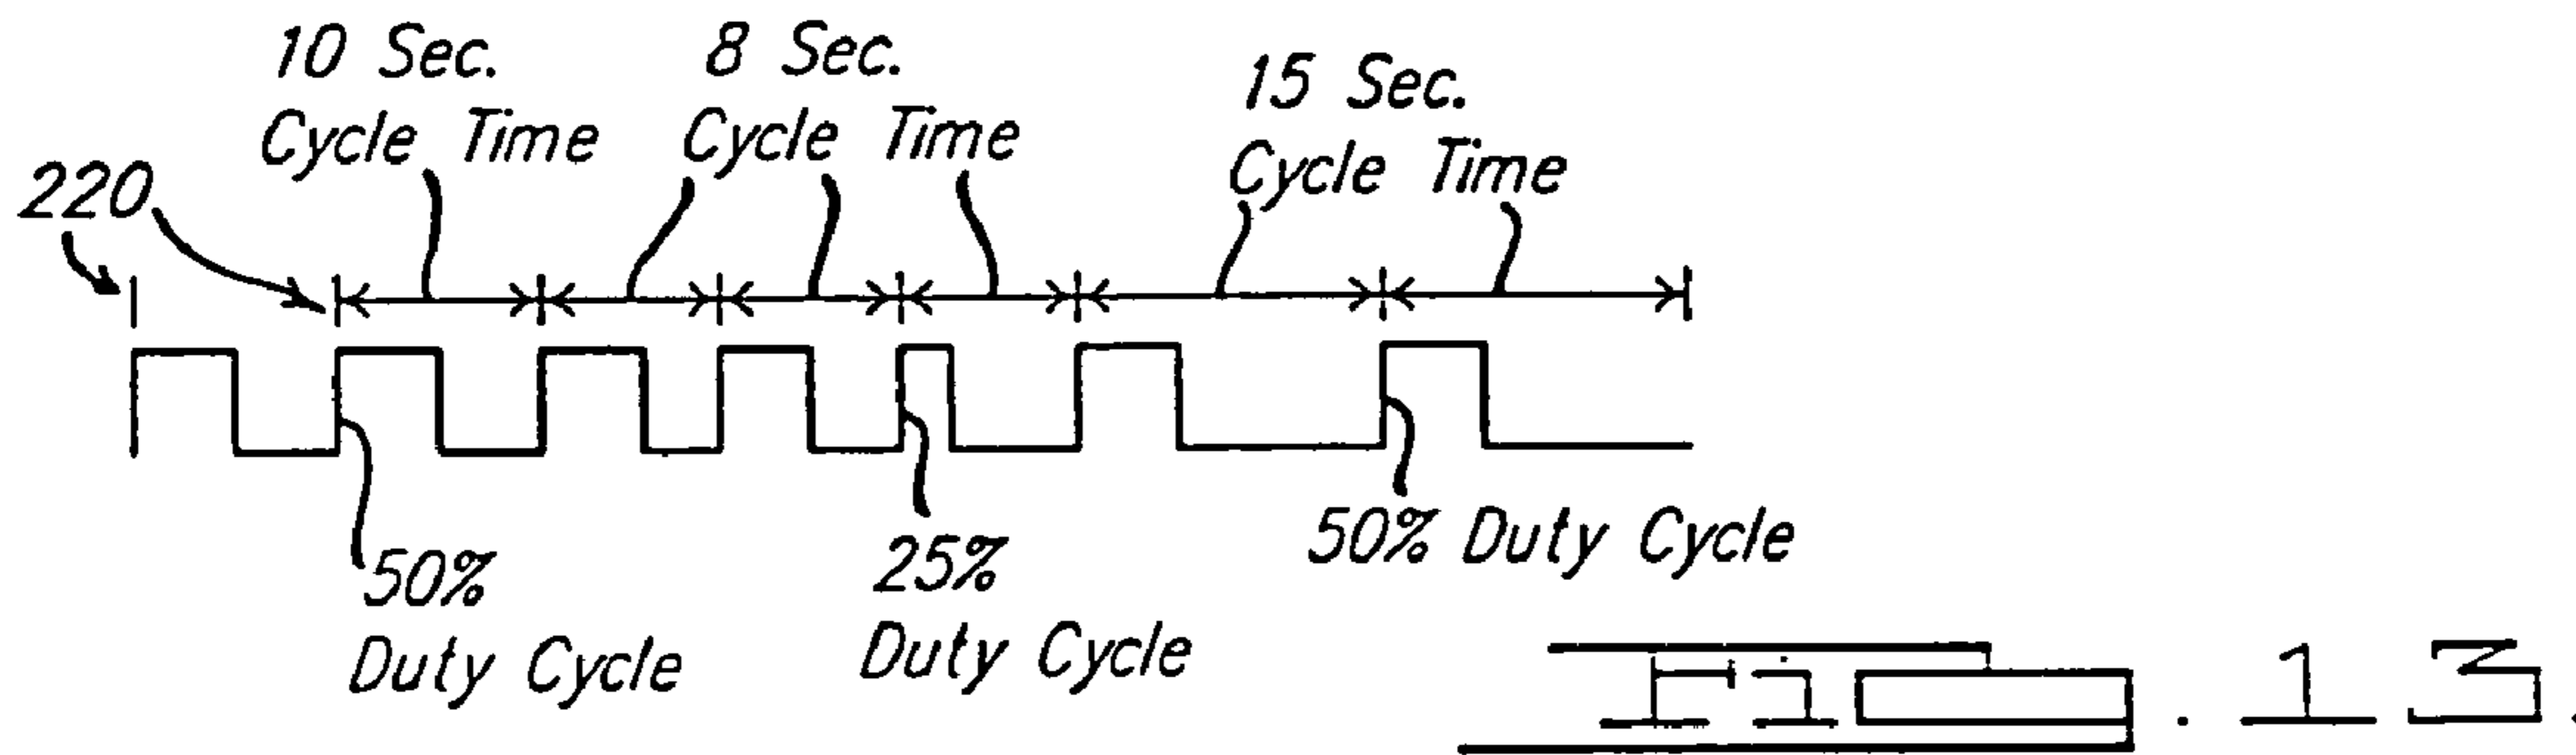 10 Sec.
Cycle Time
8 Sec.
Cycle Time
15 Sec.
Cycle Time
220
50%
Duty Cycle
25%
Duty Cycle
50% Duty Cycle
Fig. 13.